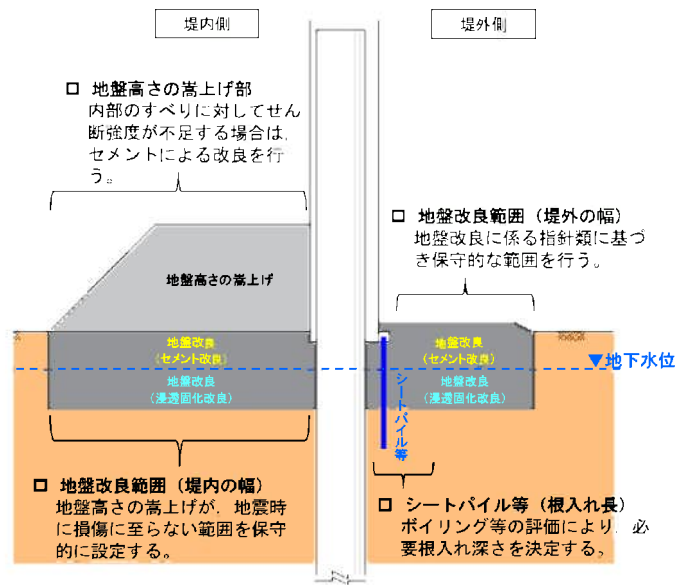 堤内側
堤外側
□ 地盤高さの嵩上げ部
内部のすべりに対してせん
断強度が不足する場合は,
セメントによる改良を行
う。
□ 地盤改良範囲（堤外の幅）
地盤改良に係る指針類に基づ
き保守的な範囲を行う。
地盤高さの嵩上げ
地盤改良
（セメント改良）
地盤改良
（浸透固化改良）
地盤改良
（セメント改良）
地盤改良
（浸透固化改良）
▼地下水位
シートパイル等
□ 地盤改良範囲（堤内の幅）
地盤高さの嵩上げが, 地震時
に損傷に至らない範囲を保守
的に設定する。
□ シートパイル等（根入れ長）
ボイリング等の評価により, 必
要根入れ深さを決定する。